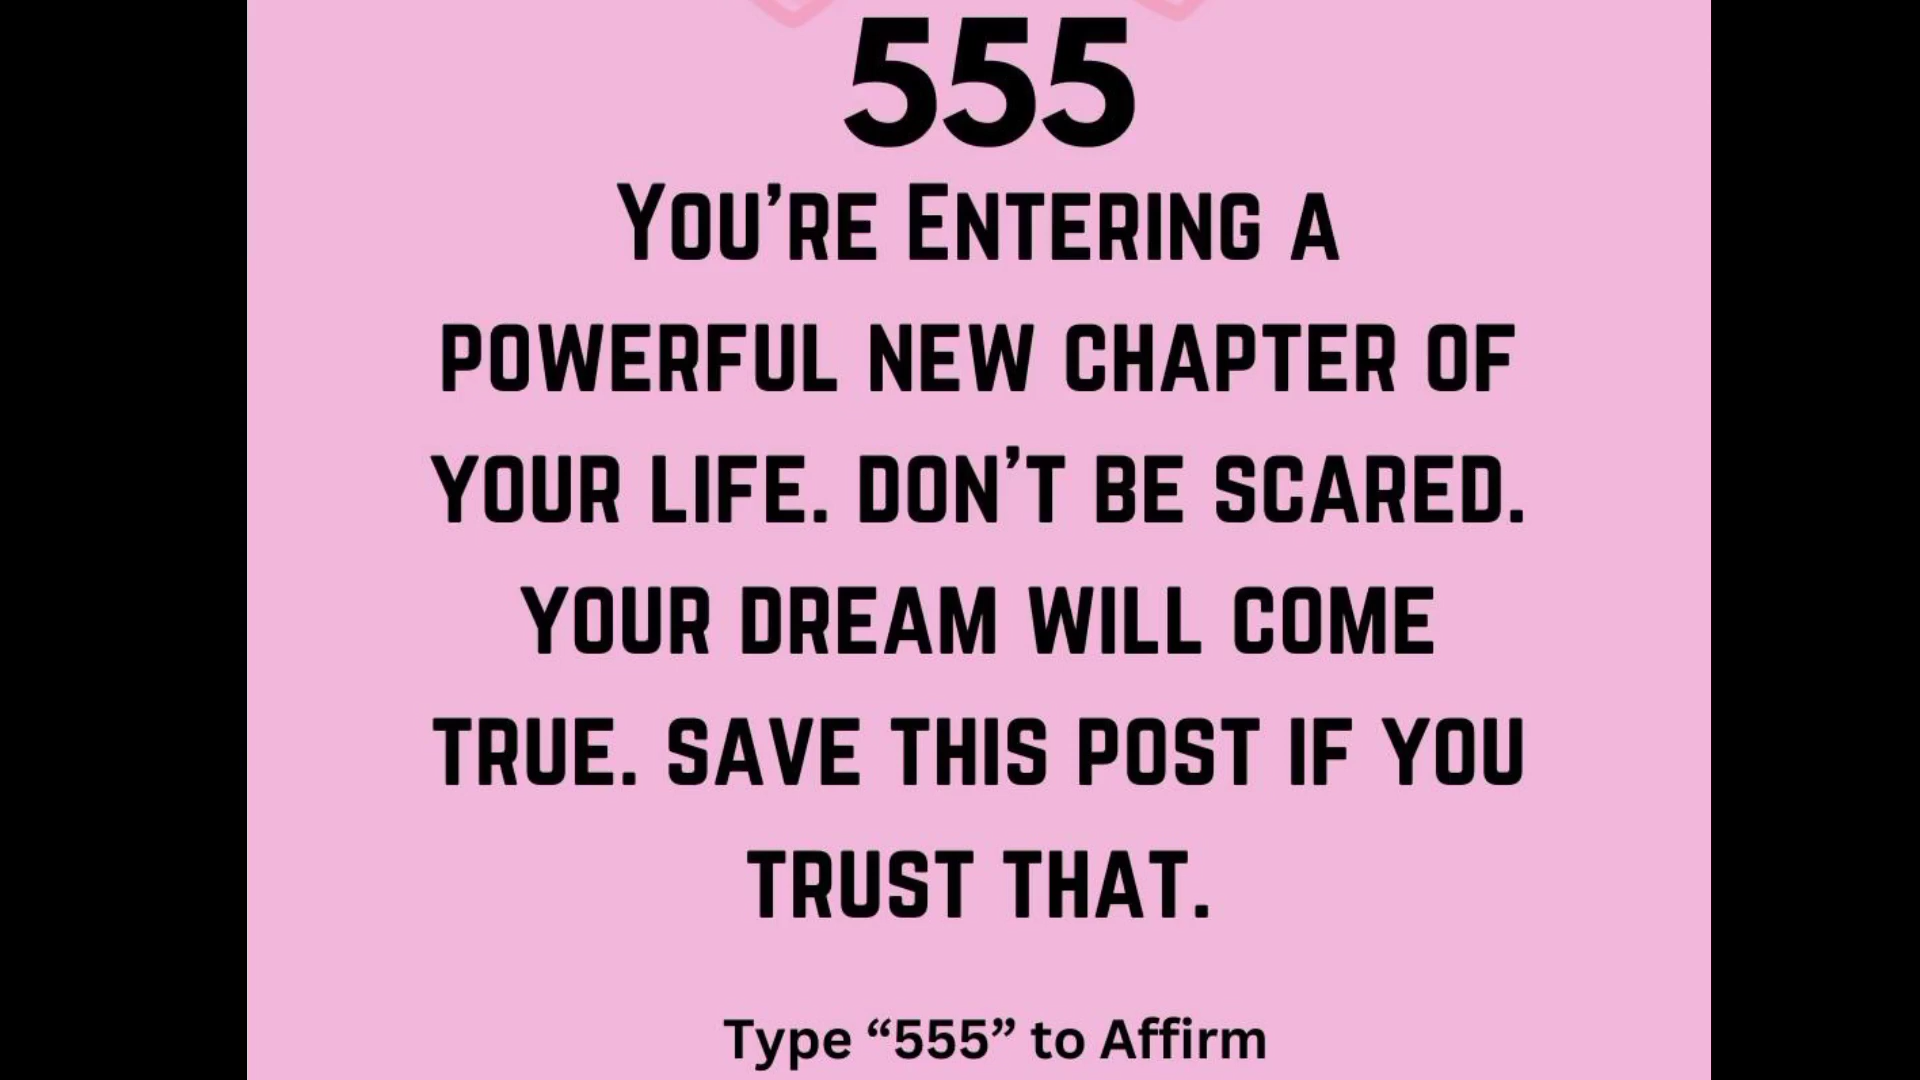 555
You're Entering a
powerful new chapter of
your life. Don't be scared.
Your dream will come
true. Save this post if you
trust that.
Type “555” to Affirm